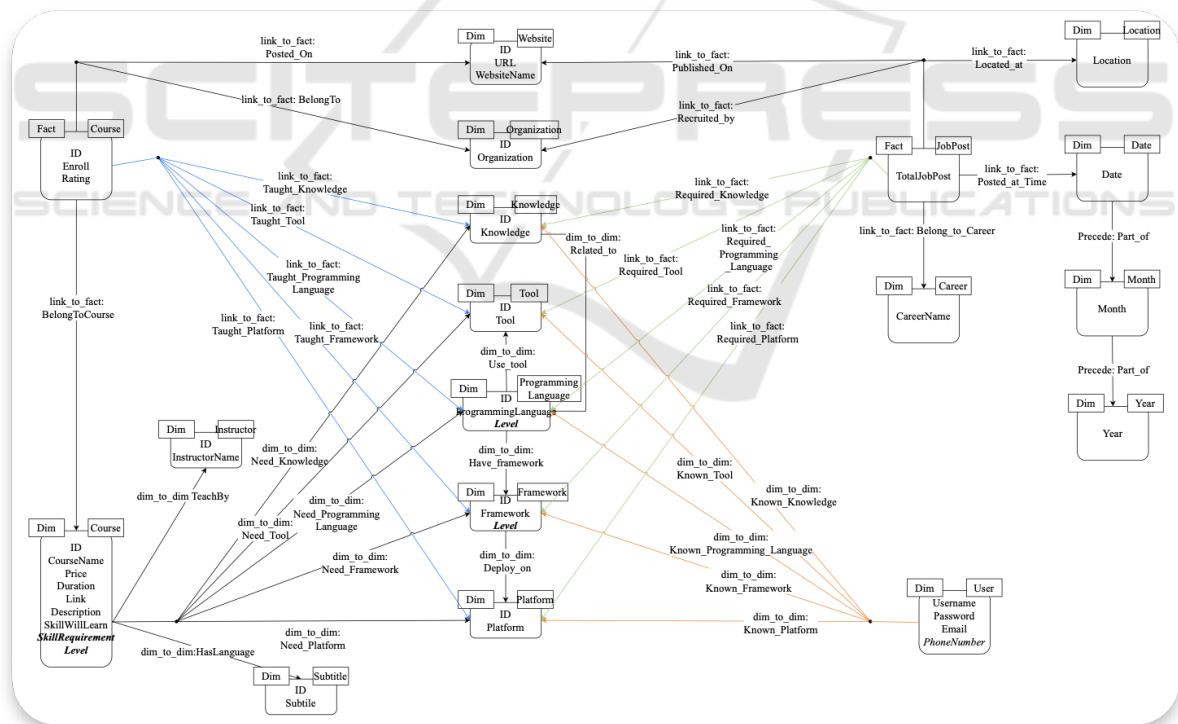 Dim Website
ID
URL
WebsiteName
link_to_fact:
Posted_On
link_to_fact:
Published_On
link_to_fact:
Located_at
Dim Location
Location
SCITEPRESS
SCIENCE AND TECHNOLOGY PUBLICATIONS
link_to_fact: BelongTo
link_to_fact:
Recruited_by
Dim Organization
ID
Organization
Fact Course
ID
Enroll
Rating
Fact JobPost
TotalJobPost
link_to_fact:
Posted_at_Time
Dim Date
Date
link_to_fact:
Taught_Knowledge
link_to_fact:
Taught_Tool
link_to_fact:
Taught_Programming
Language
link_to_fact:
Taught_Framework
link_to_fact:
Taught_Platform
link_to_fact:
BelongToCourse
Dim Knowledge
ID
Knowledge
dim_to_dim:
Related_to
link_to_fact:
Required_Knowledge
link_to_fact:
Required_Tool
link_to_fact:
Required_
Programming
_Language
link_to_fact:
Required_Framework
link_to_fact:
Required_Platform
link_to_fact: Belong_to_Career
Precede: Part_of
Dim Career
CareerName
Dim Month
Month
Precede: Part_of
Dim Year
Year
Dim Tool
ID
Tool
dim_to_dim:
Use_tool
Dim Programming
Language
ID
ProgrammingLanguage
Level
dim_to_dim:
Have_framework
Dim Framework
ID
Framework
Level
dim_to_dim:
Deploy_on
Dim Platform
ID
Platform
Dim Instructor
ID
InstructorName
dim_to_dim TeachBy
dim_to_dim:
Need_Knowledge
dim_to_dim:
Need_Tool
dim_to_dim:
Need_Programming
Language
dim_to_dim:
Need_Framework
dim_to_dim:
Need_Platform
dim_to_dim:
Known_Tool
dim_to_dim:
Known_Knowledge
dim_to_dim:
Known_Programming_Language
dim_to_dim:
Known_Framework
dim_to_dim:
Known_Platform
Dim Course
ID
CourseName
Price
Duration
Link
Description
SkillWillLearn
SkillRequirement
Level
dim_to_dim:HasLanguage
Dim Subtitle
ID
Subtile
Dim User
Username
Password
Email
PhoneNumber